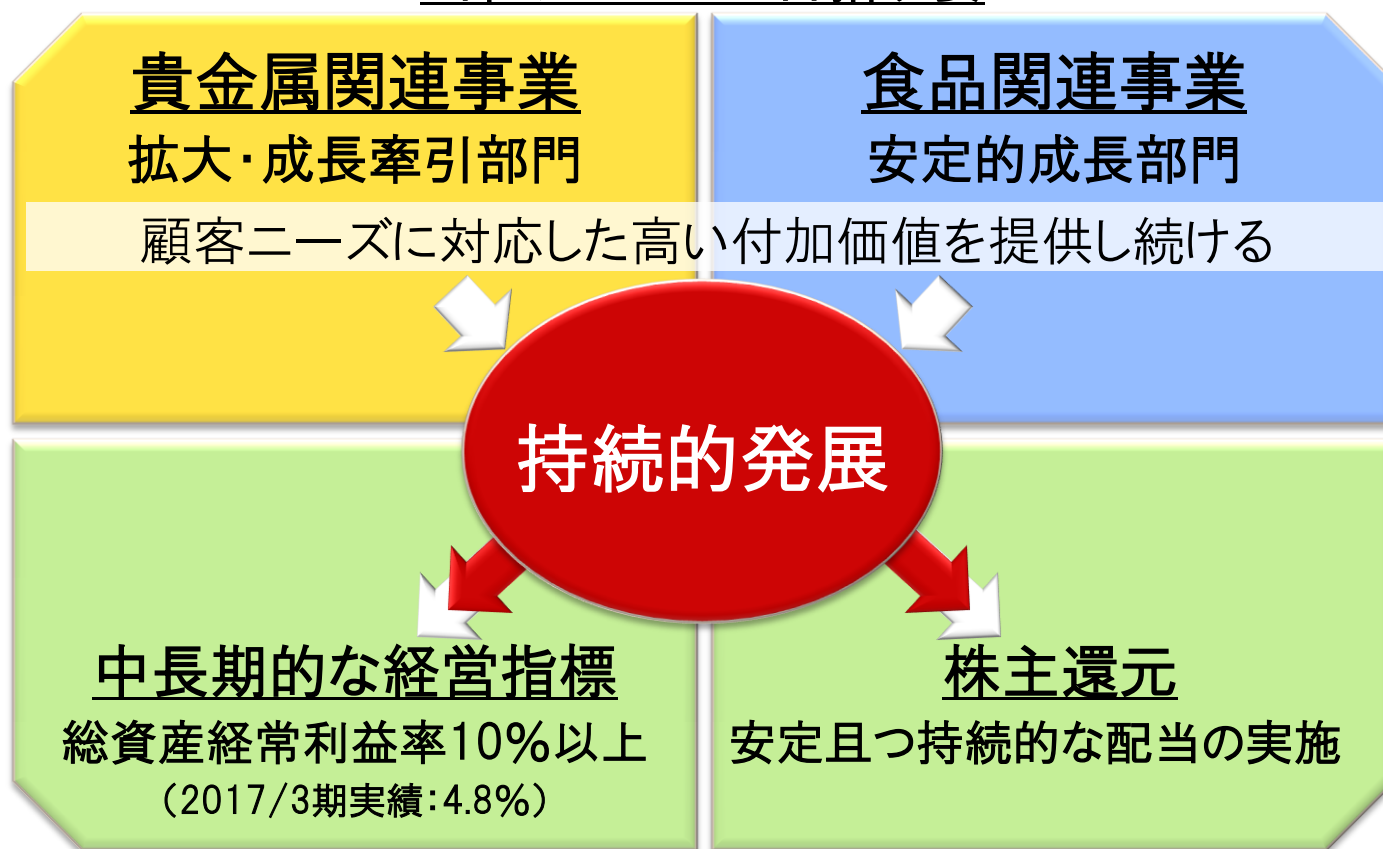 貴金属関連事業
拡大・成長牽引部門
食品関連事業
安定的成長部門
顧客ニーズに対応した高い付加価値を提供し続ける
持続的発展
中長期的な経営指標
総資産経常利益率10%以上
（2017/3期実績：4.8%）
株主還元
安定且つ持続的な配当の実施